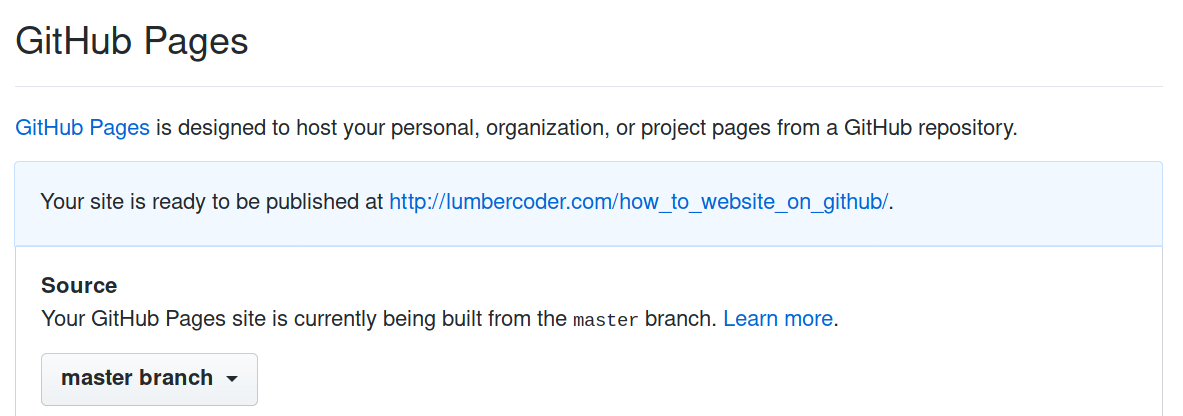 GitHub Pages
GitHub Pages is designed to host your personal, organization, or project pages from a GitHub repository.
Your site is ready to be published at http://lumbercoder.com/how_to_website_on_github/.
Source
Your GitHub Pages site is currently being built from the master branch. Learn more.
master branch